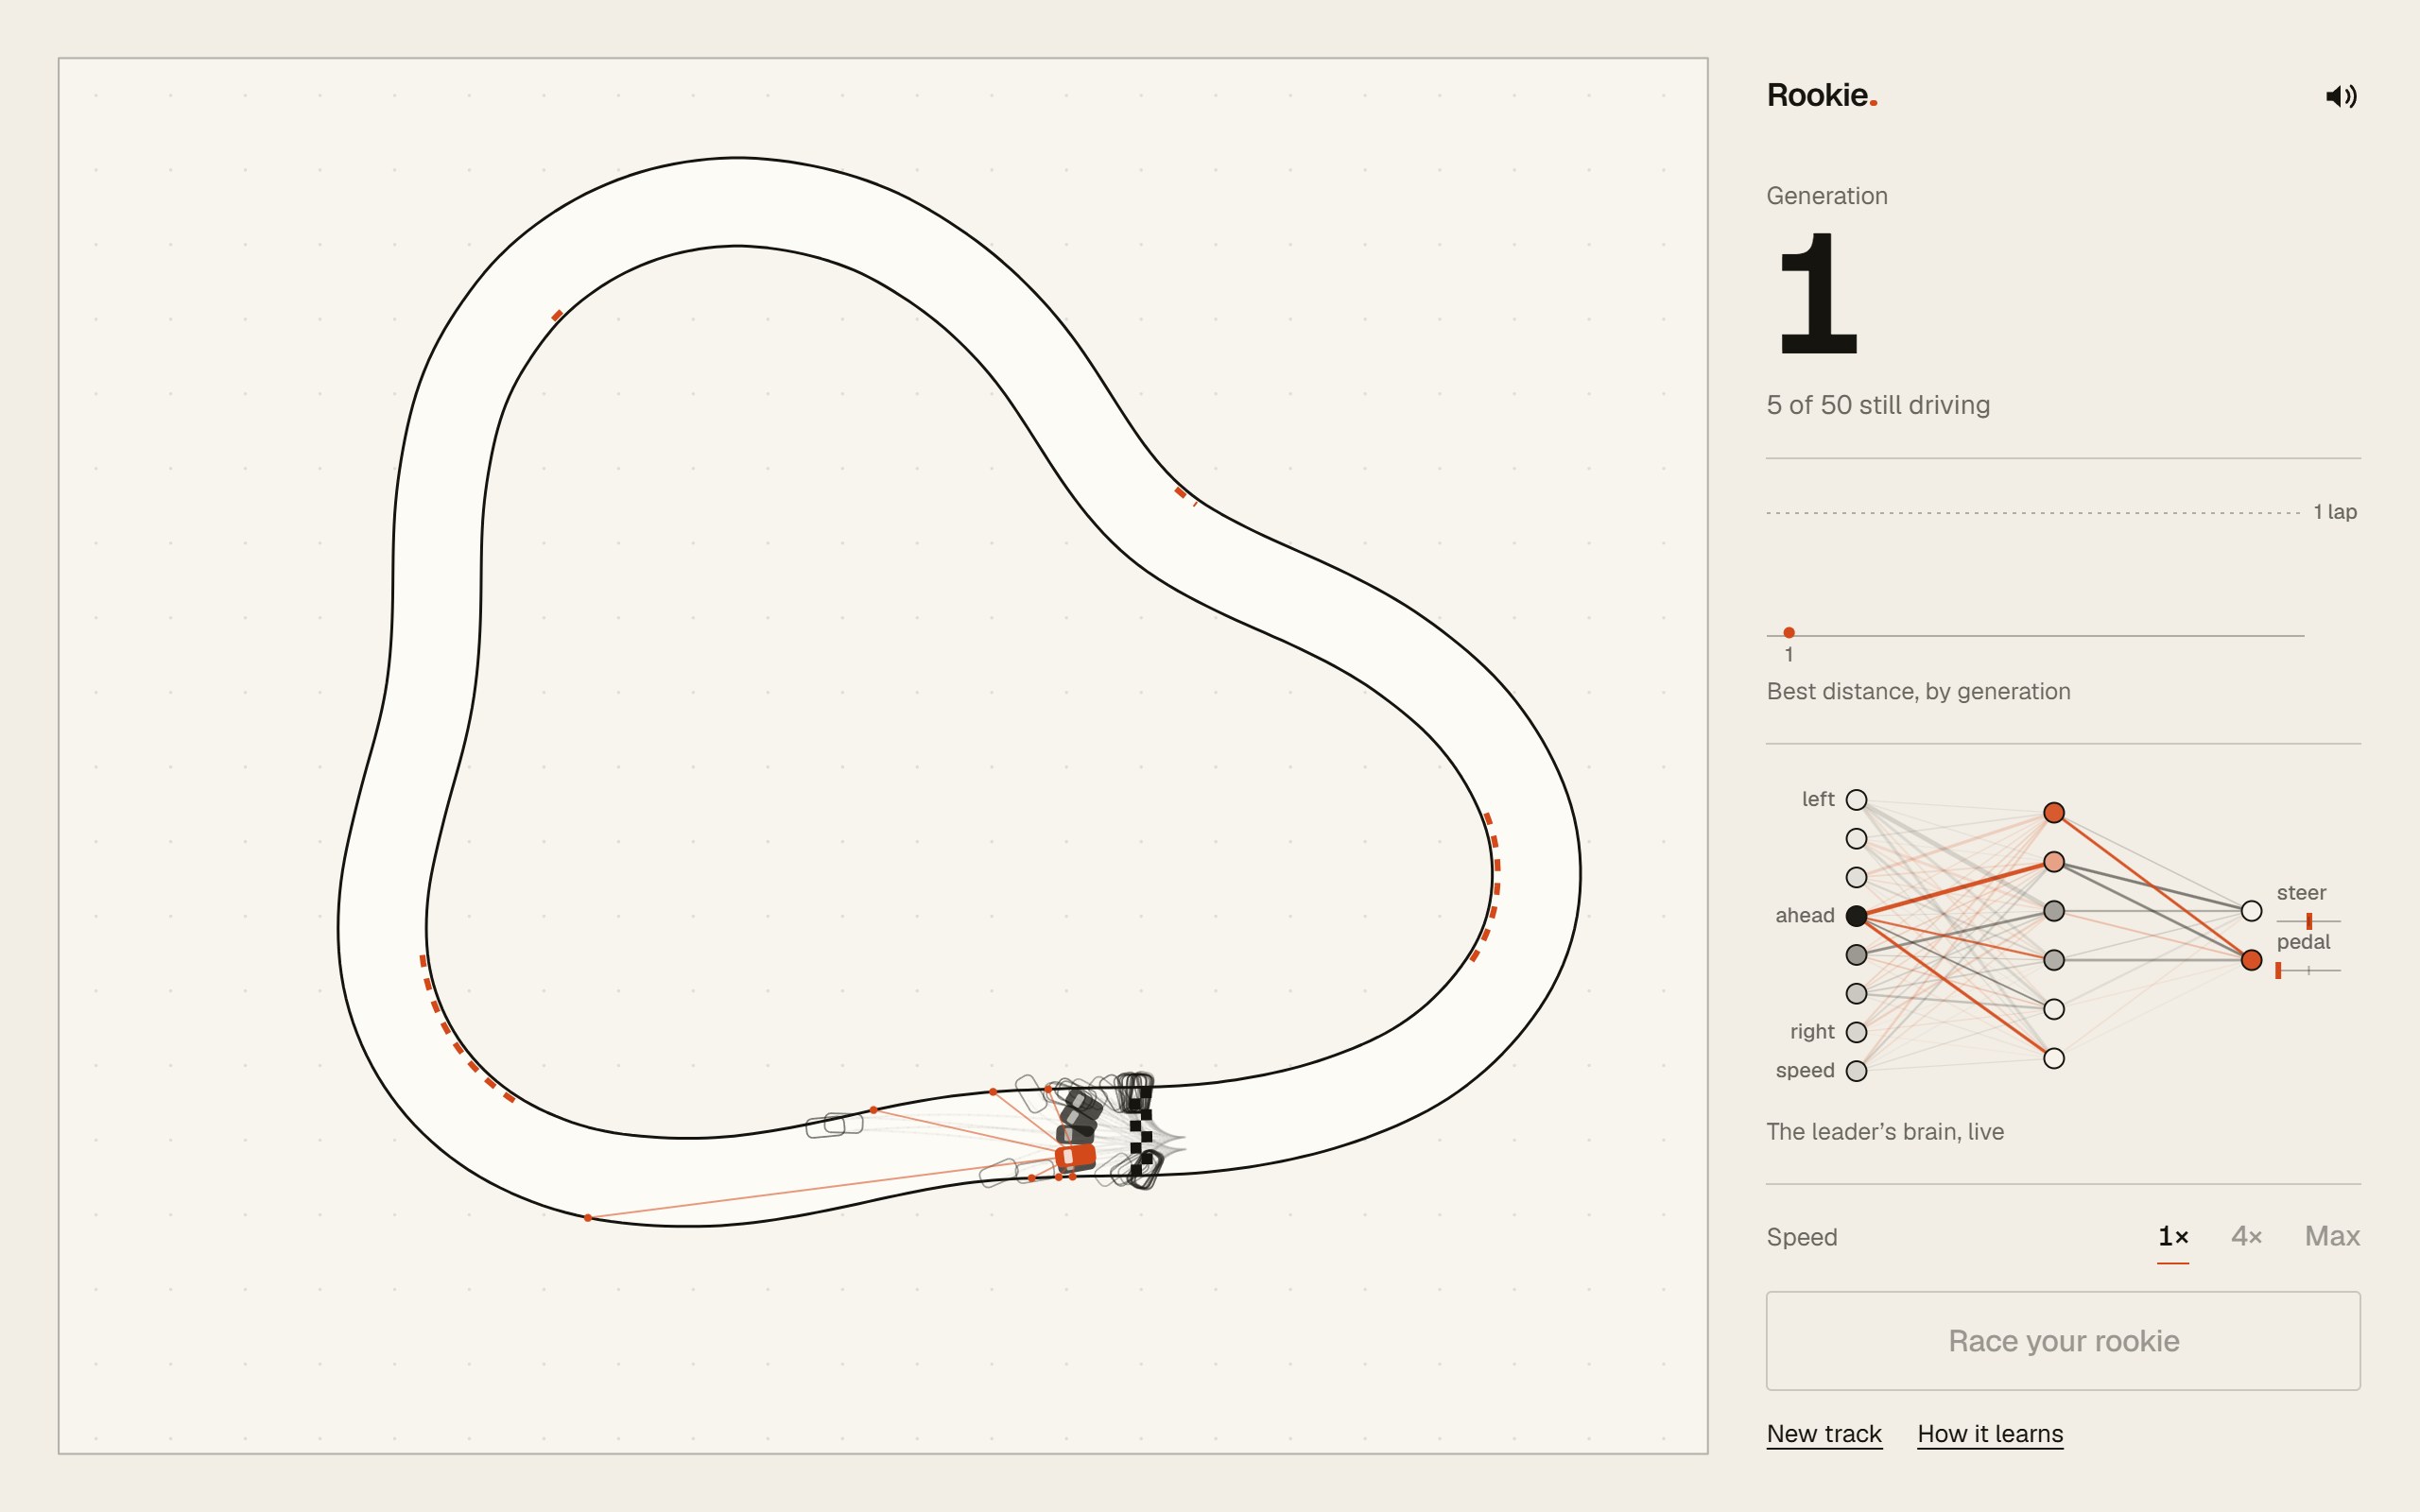 Rookie.
Generation
1
5 of 50 still driving
1 lap
1
Best distance, by generation
left
ahead
right
speed
steer
pedal
The leader’s brain, live
Speed 1× 4× Max
Race your rookie
New track How it learns